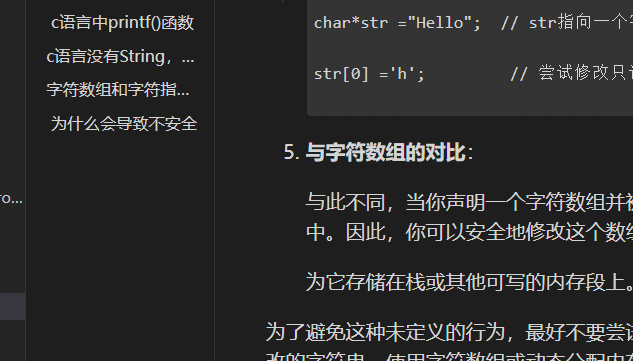 c语言中printf()函数
c语言没有String，...
字符数组和字符指...
为什么会导致不安全
ro...
char*str ="Hello";  // str指向一个字
str[0] ='h';  // 尝试修改只
5. 与字符数组的对比：
与此不同，当你声明一个字符数组并被
中。因此，你可以安全地修改这个数组
为它存储在栈或其他可写的内存段上。
为了避免这种未定义的行为，最好不要尝试
改的字符串，使用字符数组或动态分配内存